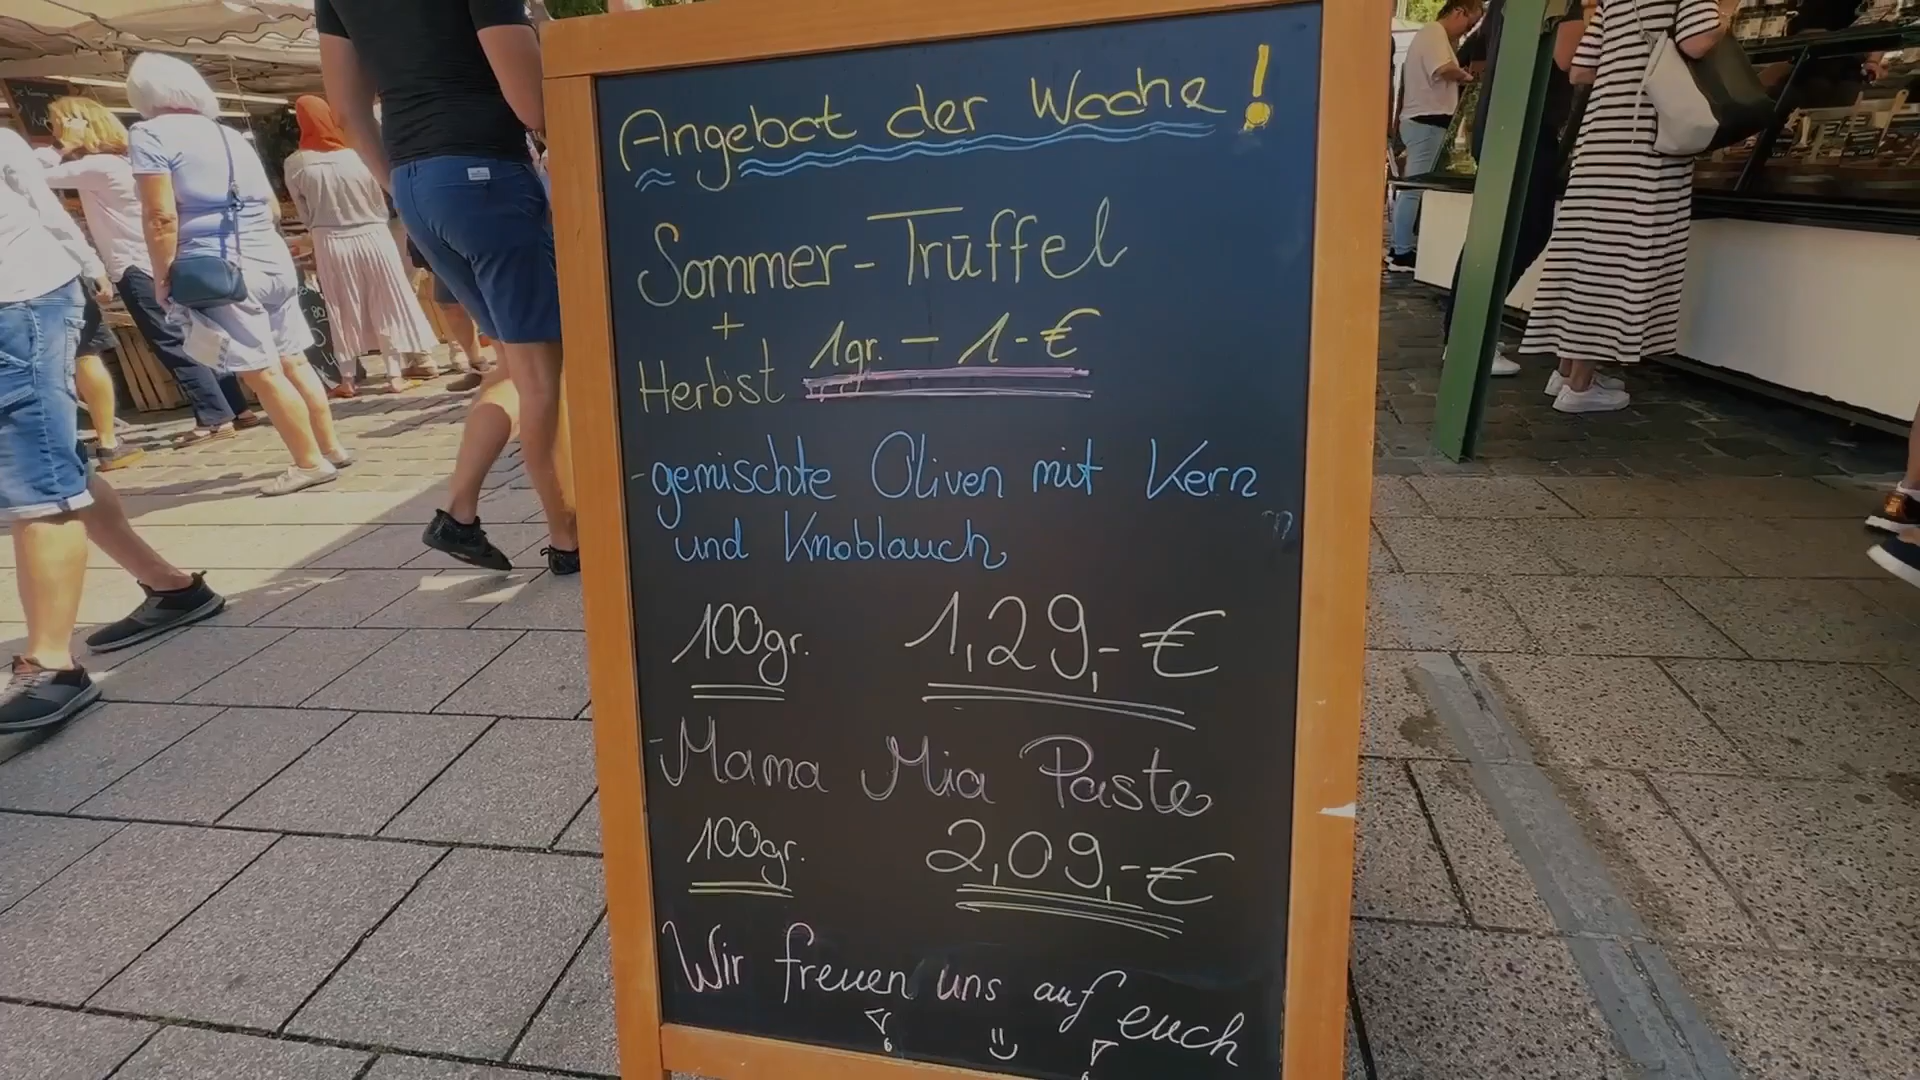 Angebot der Woche!
Sommer-Trüffel
+
Herbst 1gr. – 1-€
-gemischte Oliven mit Kern
und Knoblauch
100gr. 1,29,-€
-Mama Mia Paste
100gr. 2,09,-€
Wir freuen uns auf euch